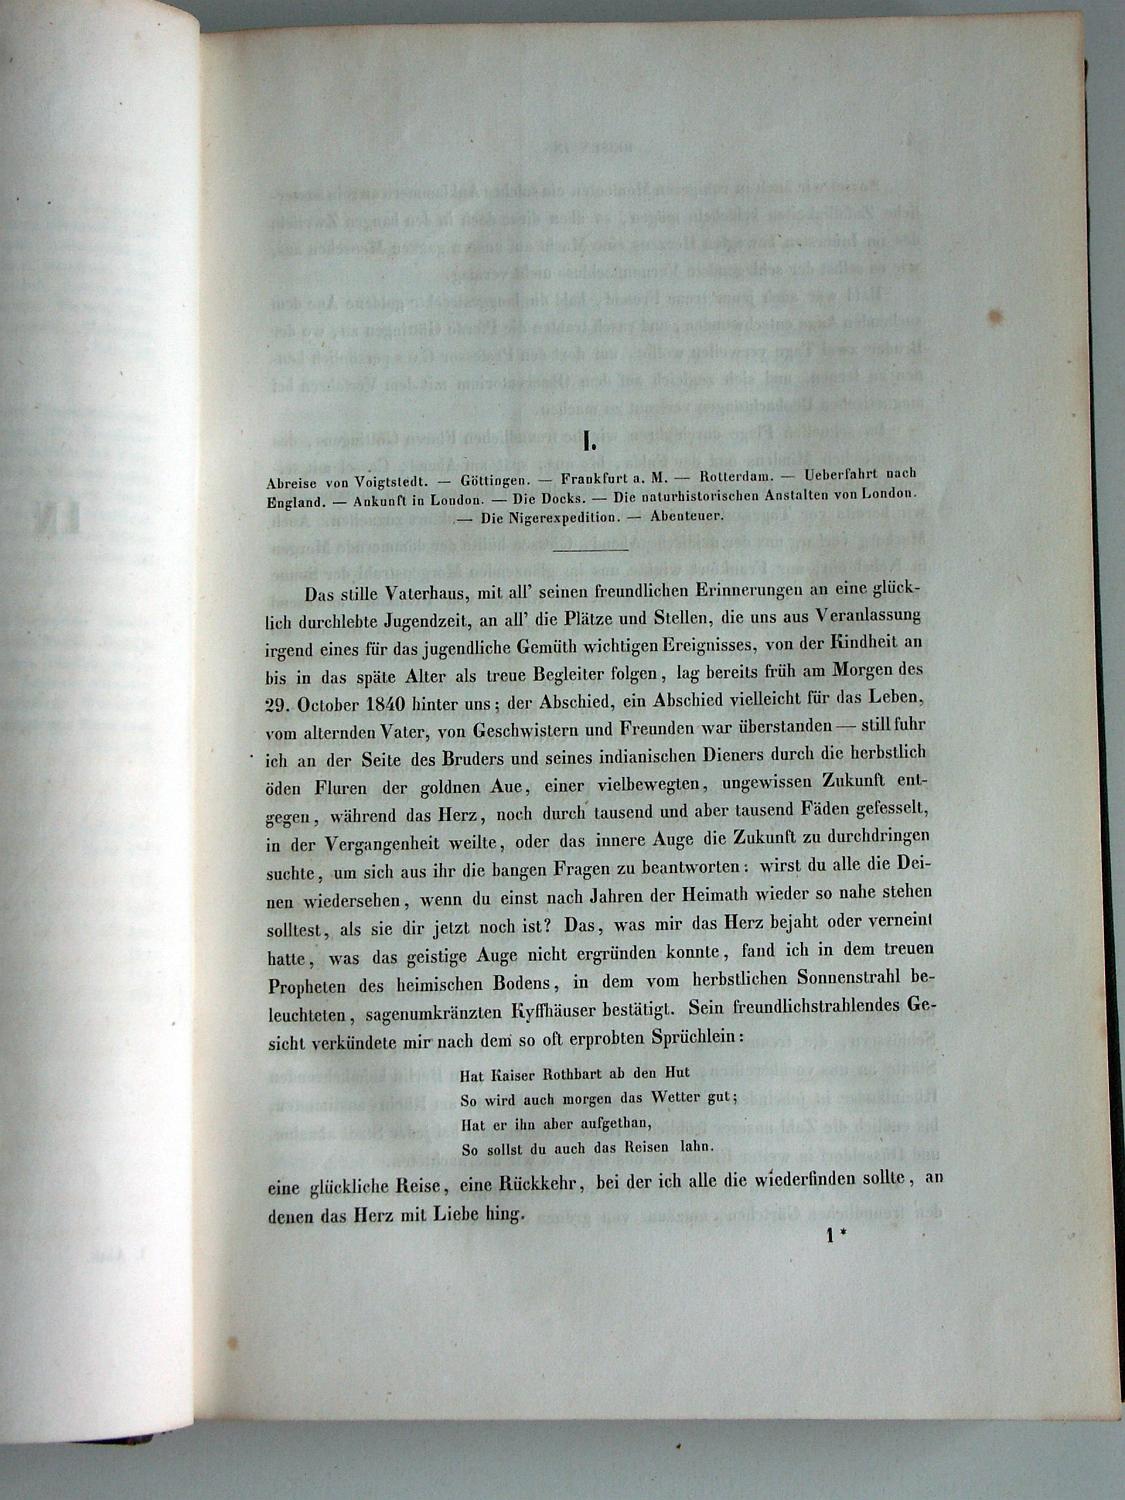 I.
Abreise von Voigtstedt. — Göttingen. — Frankfurt a. M. — Rotterdam. — Ueberfahrt nach
England. — Ankunft in London. — Die Docks. — Die naturhistorischen Anstalten von London.
— Die Nigerexpedition. — Abenteuer.
Das stille Vaterhaus, mit all' seinen freundlichen Erinnerungen an eine glück-
lich durchlebte Jugendzeit, an all' die Plätze und Stellen, die uns aus Veranlassung
irgend eines für das jugendliche Gemüth wichtigen Ereignisses, von der Kindheit an
bis in das späte Alter als treue Begleiter folgen, lag bereits früh am Morgen des
29. October 1840 hinter uns; der Abschied, ein Abschied vielleicht für das Leben,
vom alternden Vater, von Geschwistern und Freunden war überstanden — still fuhr
ich an der Seite des Bruders und seines indianischen Dieners durch die herbstlich
öden Fluren der goldnen Aue, einer vielbewegten, ungewissen Zukunft ent-
gegen, während das Herz, noch durch tausend und aber tausend Fäden gefesselt,
in der Vergangenheit weilte, oder das innere Auge die Zukunft zu durchdringen
suchte, um sich aus ihr die bangen Fragen zu beantworten: wirst du alle die Dei-
nen wiedersehen, wenn du einst nach Jahren der Heimath wieder so nahe stehen
solltest, als sie dir jetzt noch ist? Das, was mir das Herz bejaht oder verneint
hatte, was das geistige Auge nicht ergründen konnte, fand ich in dem treuen
Propheten des heimischen Bodens, in dem vom herbstlichen Sonnenstrahl be-
leuchteten, sagenumkränzten Kyffhäuser bestätigt. Sein freundlichstrahlendes Ge-
sicht verkündete mir nach dem so oft erprobten Sprüchlein:
Hat Kaiser Rothbart ab den Hut
So wird auch morgen das Wetter gut;
Hat er ihn aber aufgethan,
So sollst du auch das Reisen lahn.
eine glückliche Reise, eine Rückkehr, bei der ich alle die wiederfinden sollte, an
denen das Herz mit Liebe hing.
1*